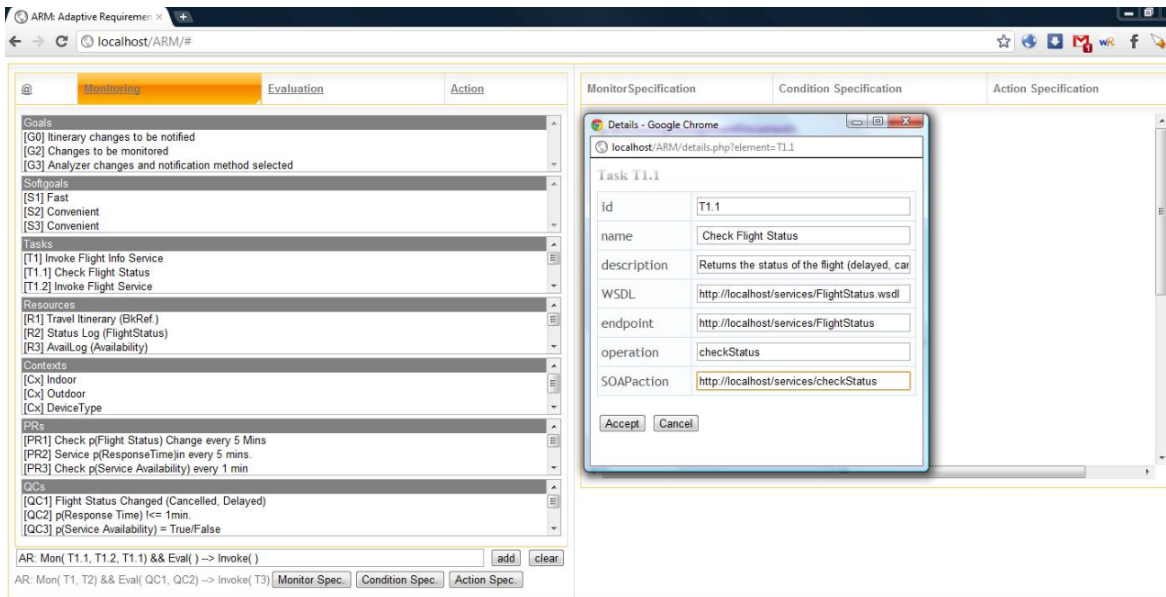 ARM: Adaptive Requiremen
localhost/ARM/#
@ Monitoring Evaluation Action
MonitorSpecification Condition Specification Action Specification
Goals
[G0] Itinerary changes to be notified
[G2] Changes to be monitored
[G3] Analyzer changes and notification method selected
Softgoals
[S1] Fast
[S2] Convenient
[S3] Convenient
Tasks
[T1] Invoke Flight Info Service
[T1.1] Check Flight Status
[T1.2] Invoke Flight Service
Resources
[R1] Travel Itinerary (BkRef.)
[R2] Status Log (FlightStatus)
[R3] AvailLog (Availability)
Contexts
[Cx] Indoor
[Cx] Outdoor
[Cx] DeviceType
PRs
[PR1] Check p(Flight Status) Change every 5 Mins
[PR2] Service p(ResponseTime)in every 5 mins.
[PR3] Check p(Service Availability) every 1 min
QCs
[QC1] Flight Status Changed (Cancelled, Delayed)
[QC2] p(Response Time) !<= 1min.
[QC3] p(Service Availability) = True/False
AR: Mon( T1.1, T1.2, T1.1) && Eval( ) --> Invoke( ) add clear
AR: Mon( T1, T2) && Eval( QC1, QC2) --> Invoke( T3) Monitor Spec. Condition Spec. Action Spec.
Details - Google Chrome
localhost/ARM/details.php?element=T1.1
Task T1.1
id T1.1
name Check Flight Status
description Returns the status of the flight (delayed, car
WSDL http://localhost/services/FlightStatus.wsdl
endpoint http://localhost/services/FlightStatus
operation checkStatus
SOAPaction http://localhost/services/checkStatus
Accept Cancel